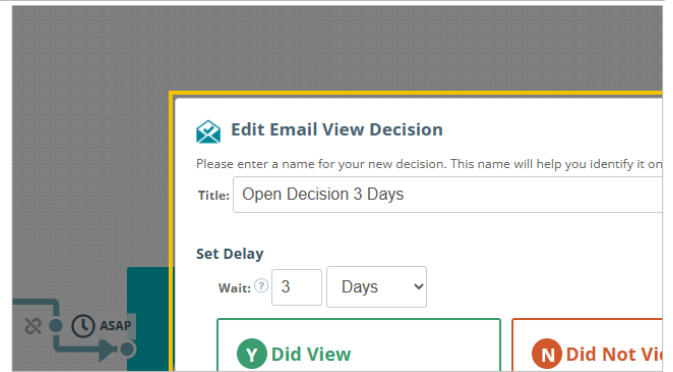 Edit Email View Decision
Please enter a name for your new decision. This name will help you identify it on
Title: Open Decision 3 Days
Set Delay
Wait: ? 3 Days
ASAP
Y Did View
N Did Not